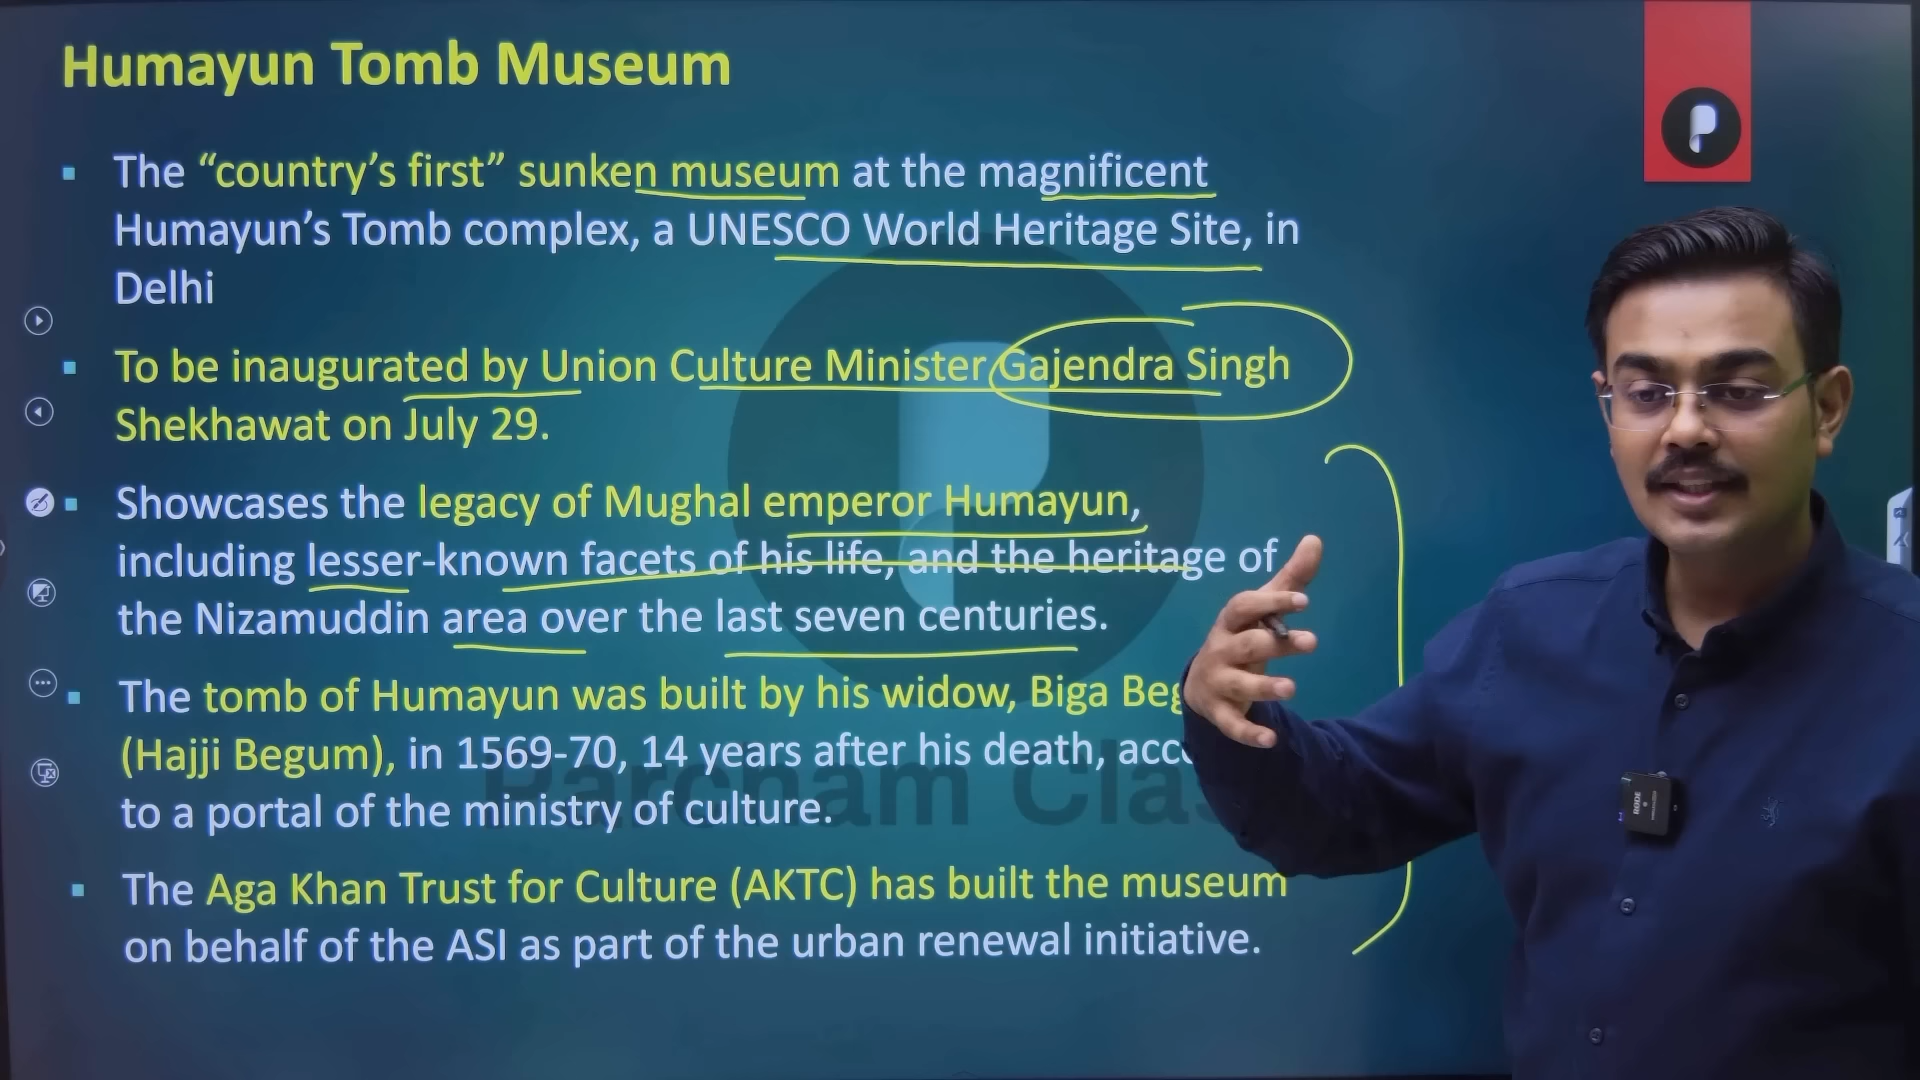 Humayun Tomb Museum
The “country’s first” sunken museum at the magnificent
Humayun’s Tomb complex, a UNESCO World Heritage Site, in
Delhi
To be inaugurated by Union Culture Minister Gajendra Singh
Shekhawat on July 29.
Showcases the legacy of Mughal emperor Humayun,
including lesser-known facets of his life, and the heritage of
the Nizamuddin area over the last seven centuries.
The tomb of Humayun was built by his widow, Biga Beg
(Hajji Begum), in 1569-70, 14 years after his death, acc
to a portal of the ministry of culture.
The Aga Khan Trust for Culture (AKTC) has built the museum
on behalf of the ASI as part of the urban renewal initiative.
Parcham Clas
RODE